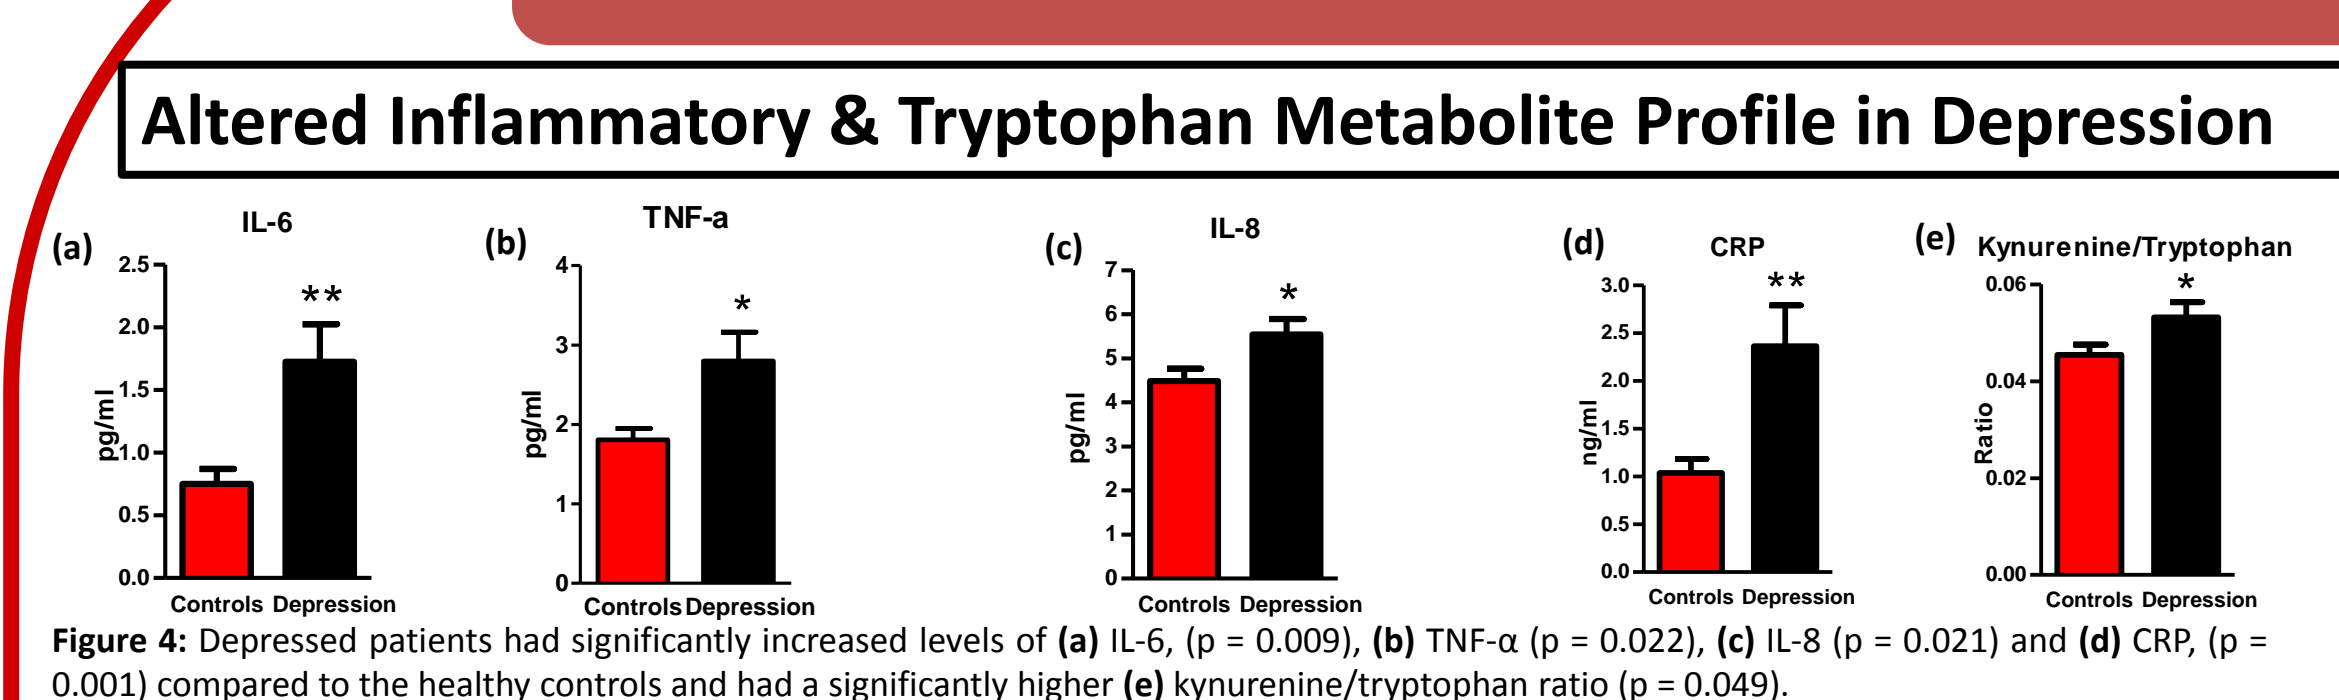 Altered Inflammatory & Tryptophan Metabolite Profile in Depression
(a)
IL-6
2.5
2.0
1.5
1.0
0.5
0.0
pg/ml
**
Controls Depression
(b)
TNF-a
4
3
2
1
0
pg/ml
*
Controls Depression
(c)
IL-8
7
6
5
4
3
2
1
0
pg/ml
*
Controls Depression
(d)
CRP
3.0
2.5
2.0
1.5
1.0
0.5
0.0
ng/ml
**
Controls Depression
(e)
Kynurenine/Tryptophan
0.06
0.04
0.02
0.00
Ratio
*
Controls Depression
Figure 4: Depressed patients had significantly increased levels of (a) IL-6, (p = 0.009), (b) TNF-α (p = 0.022), (c) IL-8 (p = 0.021) and (d) CRP, (p =
0.001) compared to the healthy controls and had a significantly higher (e) kynurenine/tryptophan ratio (p = 0.049).